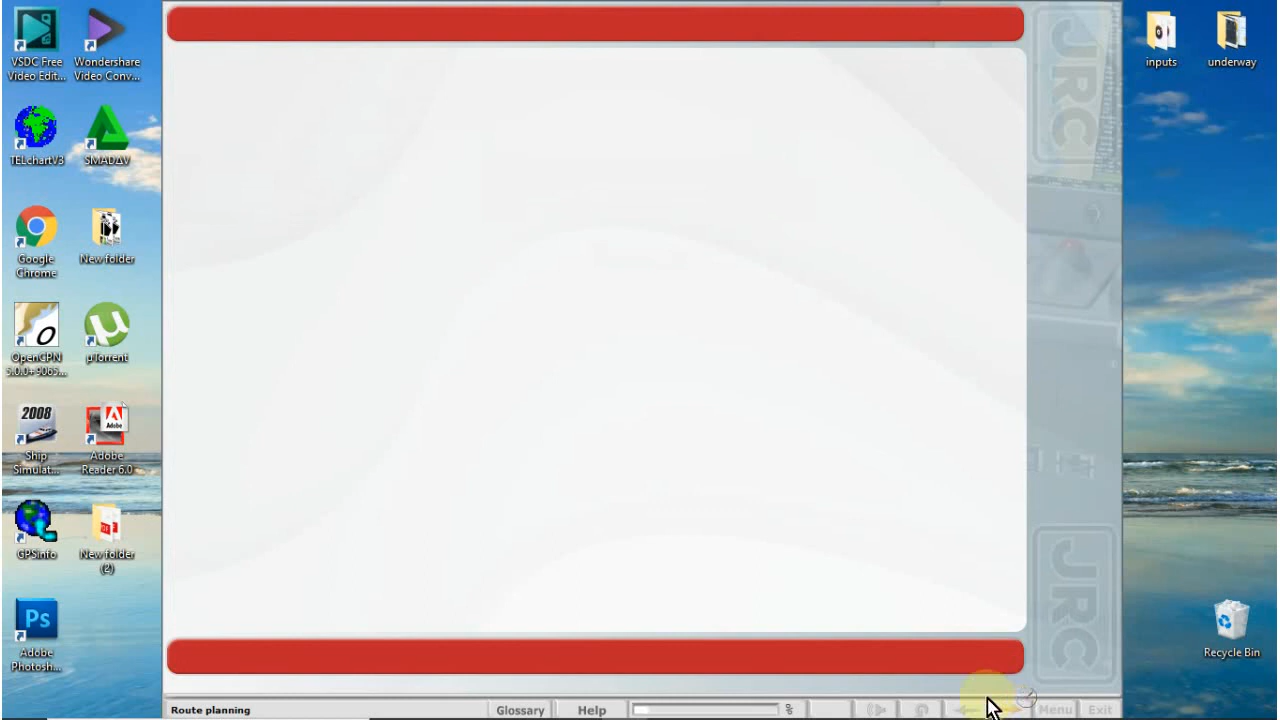 VSDC Free
Video Edit...
Wondershare
Video Conv...
TELchartV3
SMADAV
Google
Chrome
New folder
OpenCPN
5.0.0+9065...
µTorrent
2008
Ship
Simulat...
Adobe
Adobe
Reader 6.0
GPSinfo
New folder
(2)
Ps
Adobe
Photosh...
JRC
JRC
inputs
underway
Recycle Bin
Route planning
Glossary
Help
Menu
Exit